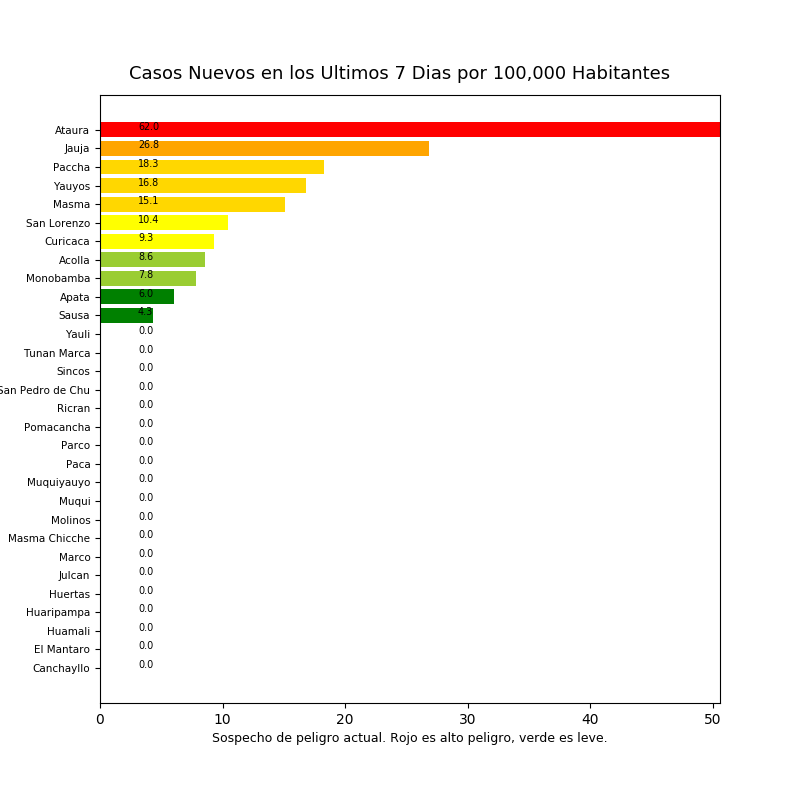 Casos Nuevos en los Ultimos 7 Dias por 100,000 Habitantes
Ataura 62.0
Jauja 26.8
Paccha 18.3
Yauyos 16.8
Masma 15.1
San Lorenzo 10.4
Curicaca 9.3
Acolla 8.6
Monobamba 7.8
Apata 6.0
Sausa 4.3
Yauli 0.0
Tunan Marca 0.0
Sincos 0.0
San Pedro de Chu 0.0
Ricran 0.0
Pomacancha 0.0
Parco 0.0
Paca 0.0
Muquiyauyo 0.0
Muqui 0.0
Molinos 0.0
Masma Chicche 0.0
Marco 0.0
Julcan 0.0
Huertas 0.0
Huaripampa 0.0
Huamali 0.0
El Mantaro 0.0
Canchayllo 0.0
0 10 20 30 40 50
Sospecho de peligro actual. Rojo es alto peligro, verde es leve.